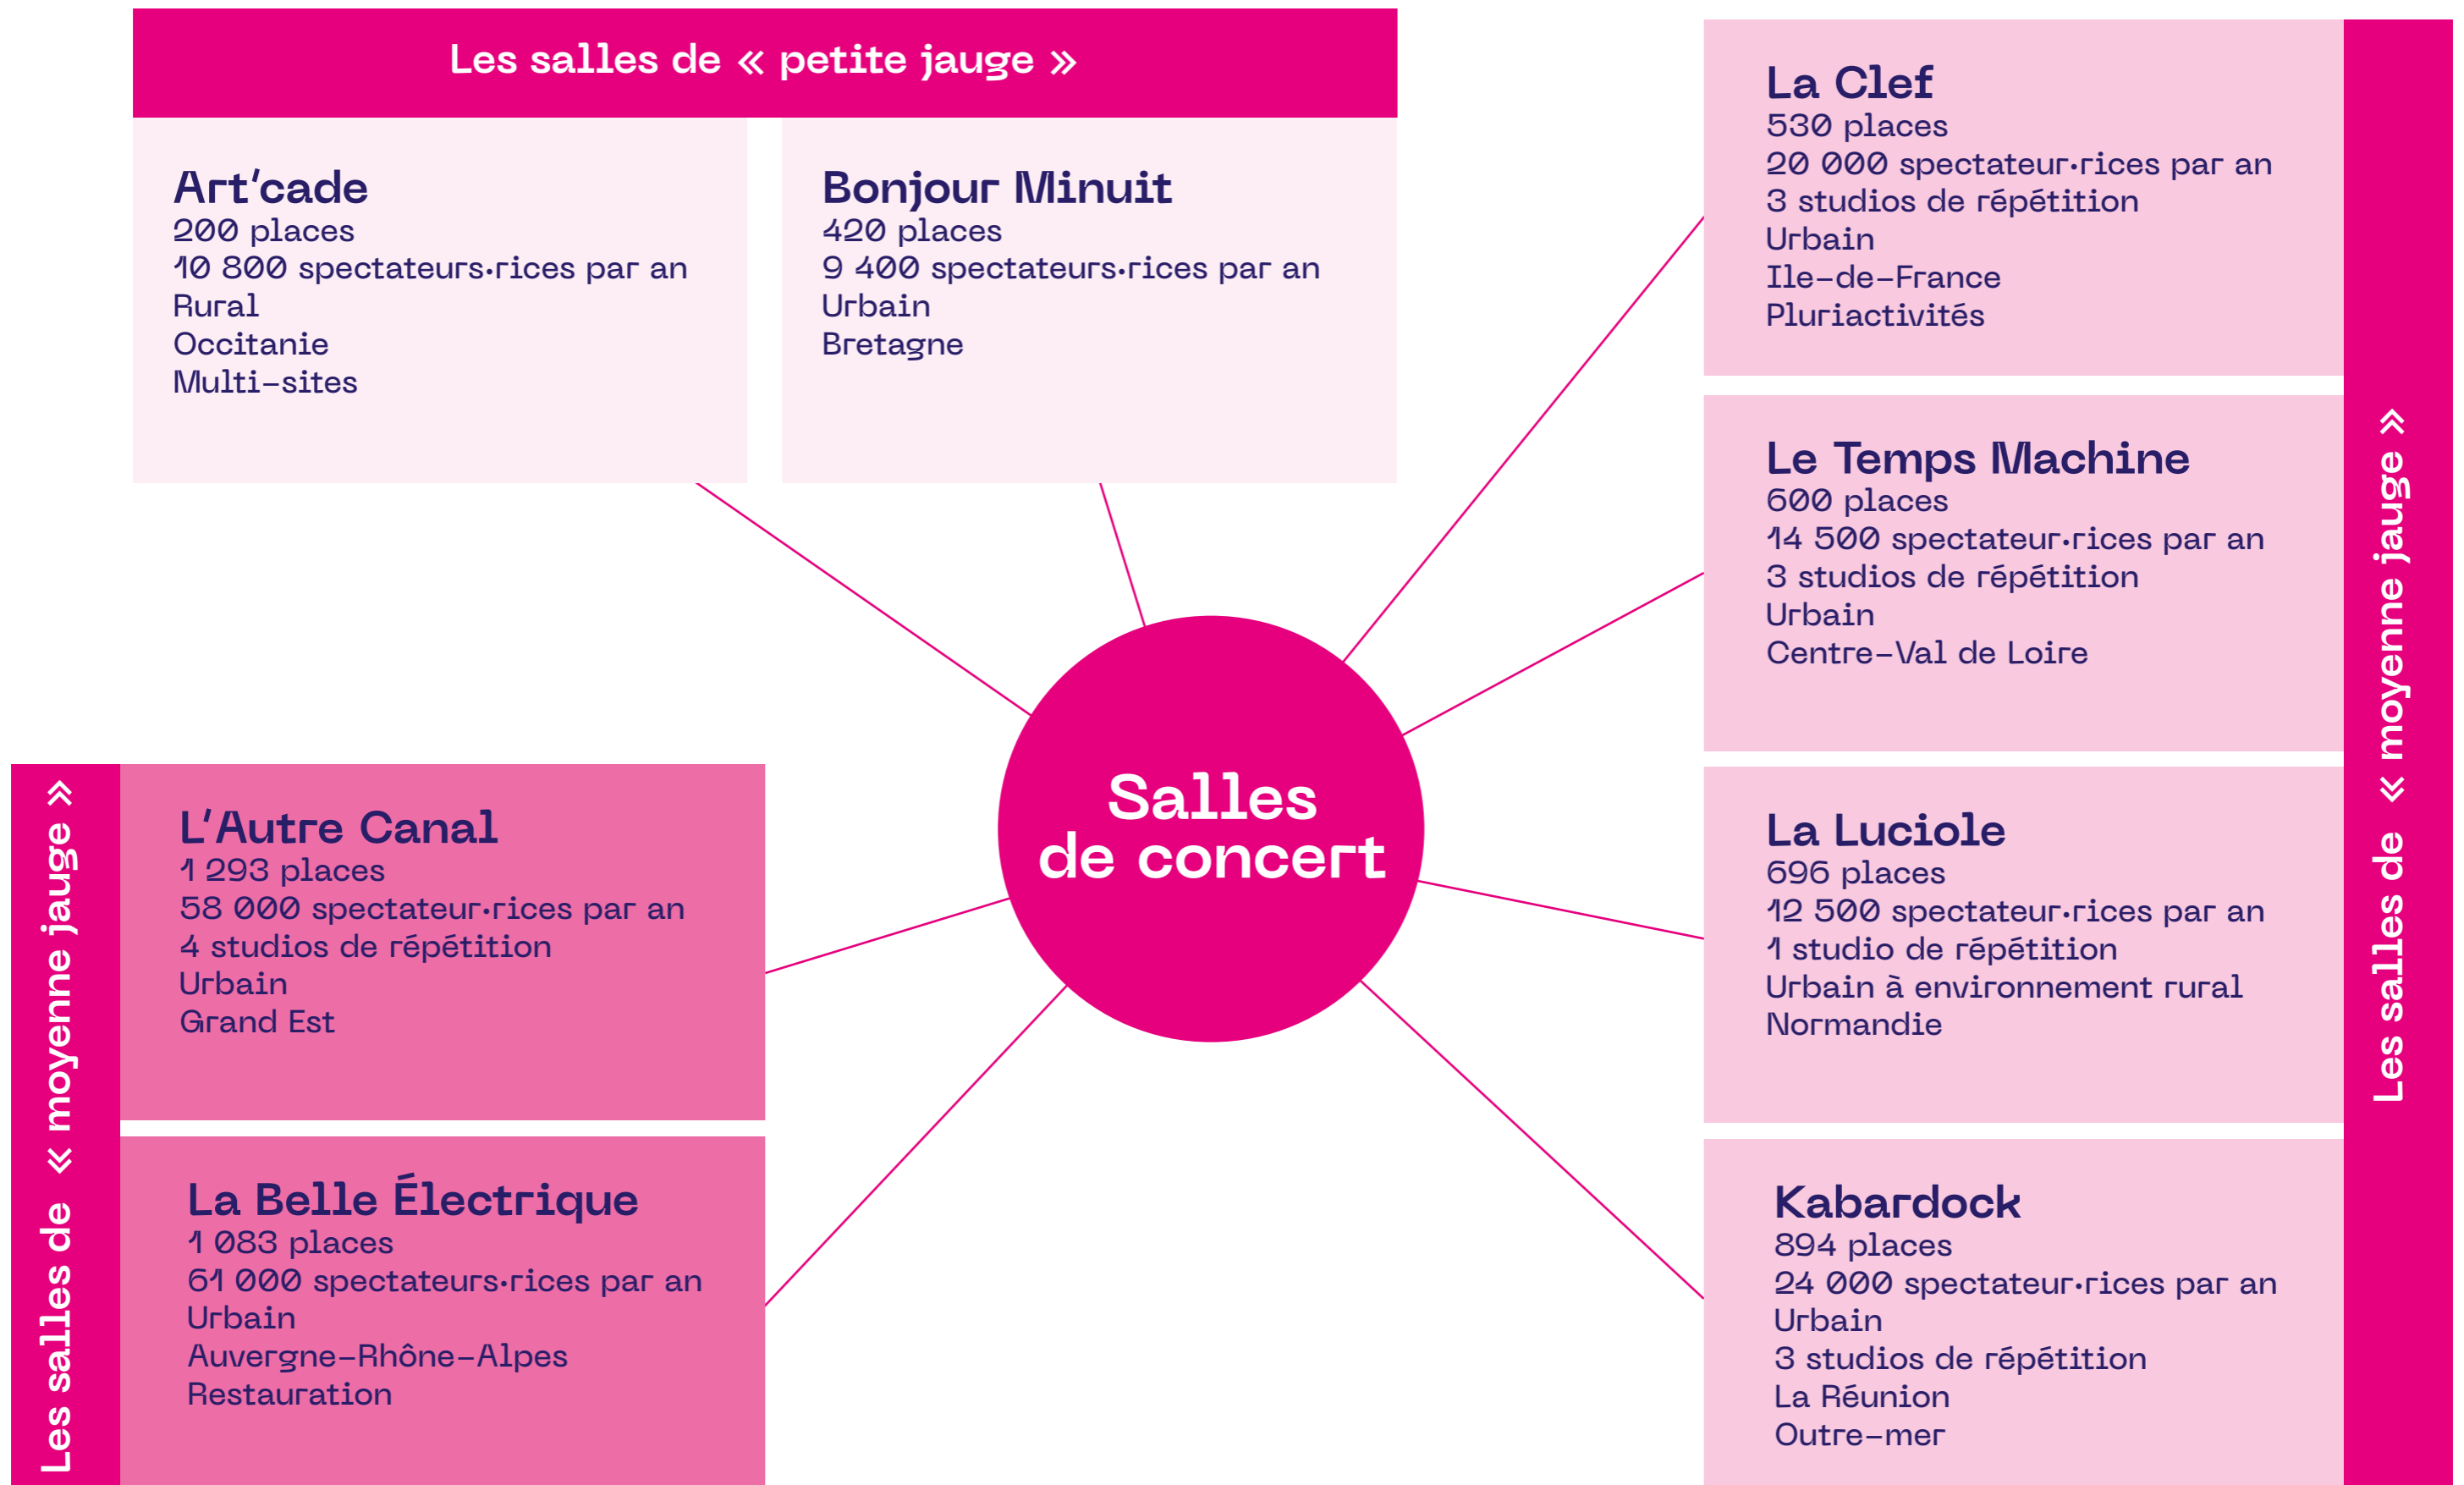 Les salles de « petite jauge »
Art'cade
200 places
10 800 spectateurs·rices par an
Rural
Occitanie
Multi-sites
Bonjour Minuit
420 places
9 400 spectateurs·rices par an
Urbain
Bretagne
La Clef
530 places
20 000 spectateur·rices par an
3 studios de répétition
Urbain
Ile-de-France
Pluriactivités
Le Temps Machine
600 places
14 500 spectateur·rices par an
3 studios de répétition
Urbain
Centre-Val de Loire
La Luciole
696 places
12 500 spectateur·rices par an
1 studio de répétition
Urbain à environnement rural
Normandie
Kabardock
894 places
24 000 spectateur·rices par an
Urbain
3 studios de répétition
La Réunion
Outre-mer
Les salles de « moyenne jauge »
Salles
de concert
Les salles de « moyenne jauge »
L'Autre Canal
1 293 places
58 000 spectateur·rices par an
4 studios de répétition
Urbain
Grand Est
La Belle Électrique
1 083 places
61 000 spectateurs·rices par an
Urbain
Auvergne-Rhône-Alpes
Restauration